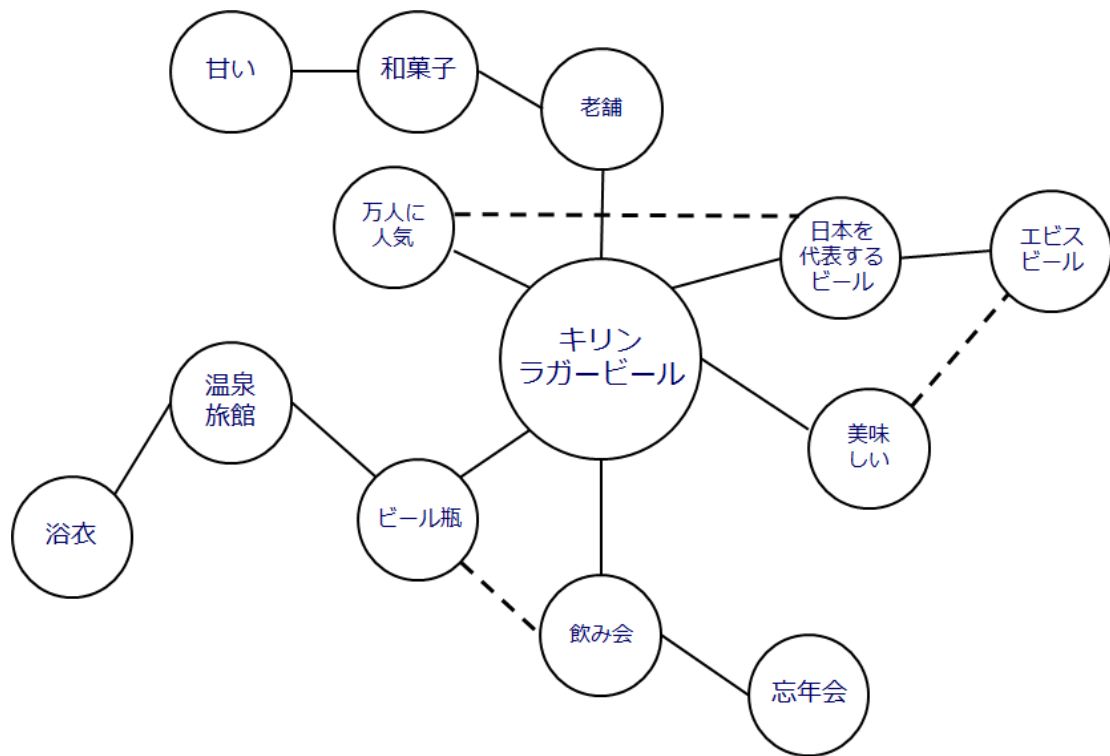 甘い
和菓子
老舗
万人に
人気
日本を
代表する
ビール
エビス
ビール
キリン
ラガービール
温泉
旅館
美味
しい
浴衣
ビール瓶
飲み会
忘年会